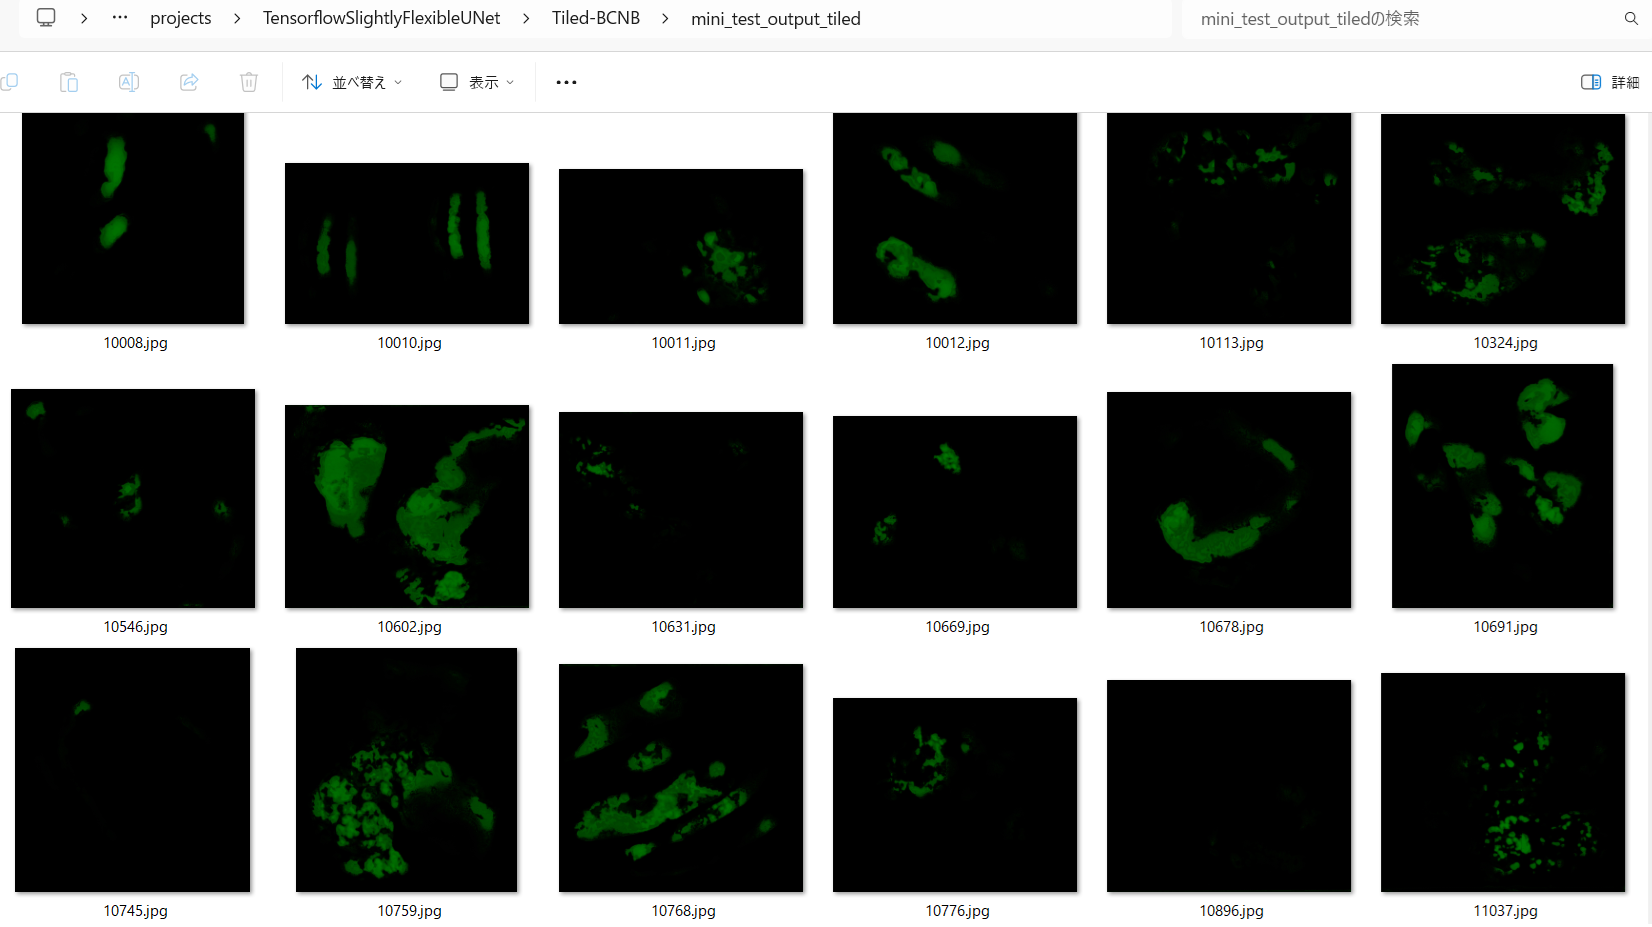 projects > TensorflowSlightlyFlexibleUNet > Tiled-BCNB > mini_test_output_tiled
mini_test_output_tiledの検索
並べ替え 表示 詳細
10008.jpg 10010.jpg 10011.jpg 10012.jpg 10113.jpg 10324.jpg
10546.jpg 10602.jpg 10631.jpg 10669.jpg 10678.jpg 10691.jpg
10745.jpg 10759.jpg 10768.jpg 10776.jpg 10896.jpg 11037.jpg